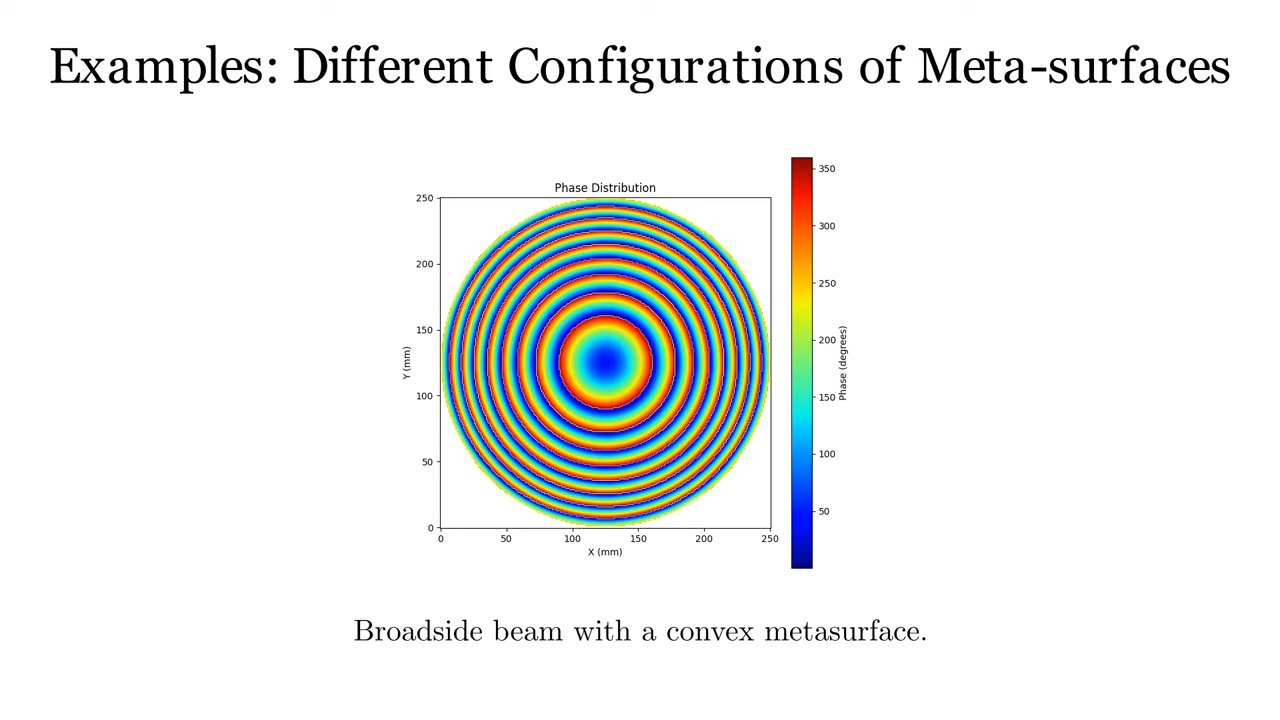 Examples: Different Configurations of Meta-surfaces
Phase Distribution
350
300
250
200
150
100
50
Phase (degrees)
250
200
150
100
50
0
Y (mm)
0 50 100 150 200 250
X (mm)
Broadside beam with a convex metasurface.